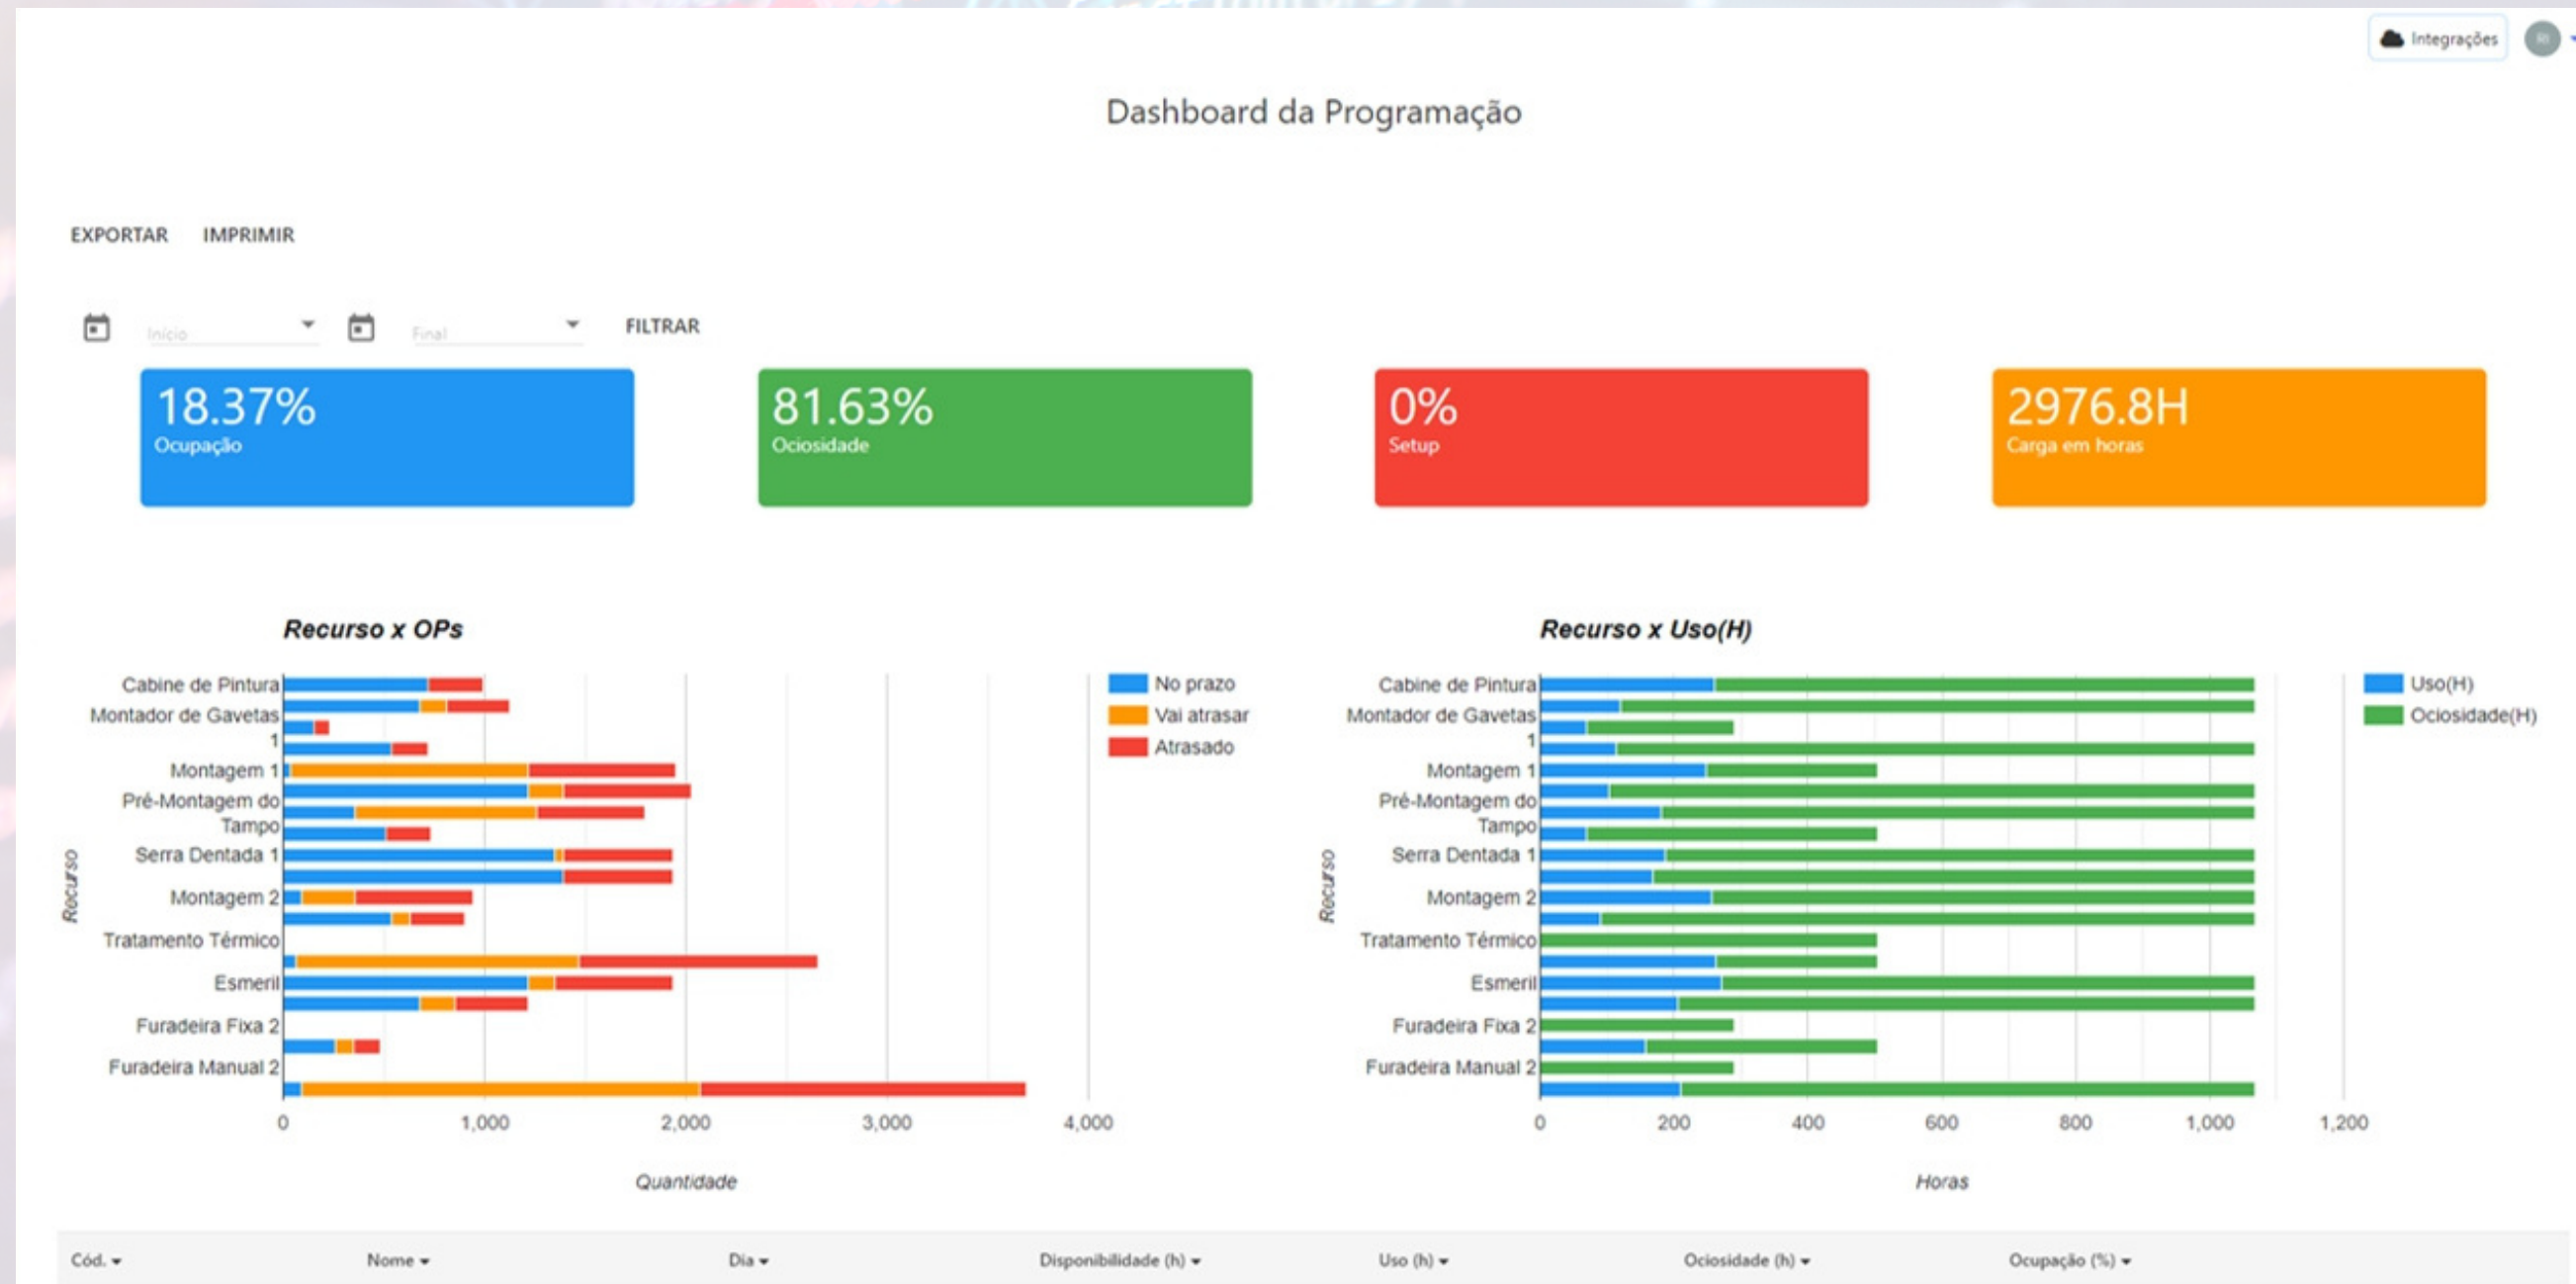 Integrações
Dashboard da Programação
EXPORTAR IMPRIMIR
Início Final FILTRAR
18.37%
Ocupação
81.63%
Ociosidade
0%
Setup
2976.8H
Carga em horas
Recurso x OPs
Cabine de Pintura
Montador de Gavetas
1
Montagem 1
Pré-Montagem do
Tampo
Serra Dentada 1
Montagem 2
Tratamento Térmico
Esmeril
Furadeira Fixa 2
Furadeira Manual 2
Recurso
0 1,000 2,000 3,000 4,000
Quantidade
No prazo
Vai atrasar
Atrasado
Recurso x Uso(H)
Cabine de Pintura
Montador de Gavetas
1
Montagem 1
Pré-Montagem do
Tampo
Serra Dentada 1
Montagem 2
Tratamento Térmico
Esmeril
Furadeira Fixa 2
Furadeira Manual 2
Recurso
0 200 400 600 800 1,000 1,200
Horas
Uso(H)
Ociosidade(H)
Cód. Nome Dia Disponibilidade (h) Uso (h) Ociosidade (h) Ocupação (%)